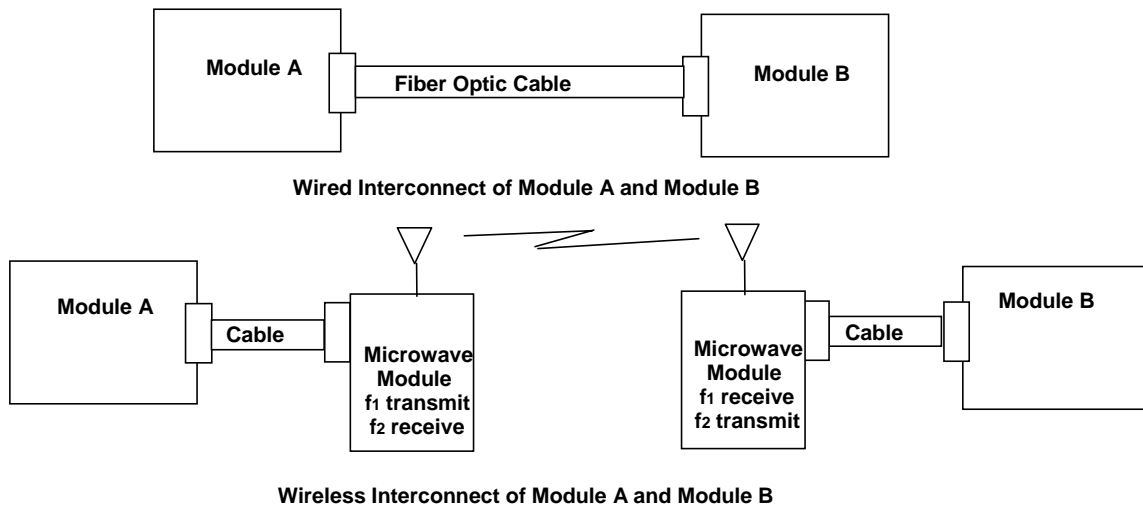 Module A
Fiber Optic Cable
Module B
Wired Interconnect of Module A and Module B
Module A
Cable
Microwave
Module
f1 transmit
f2 receive
Microwave
Module
f1 receive
f2 transmit
Cable
Module B
Wireless Interconnect of Module A and Module B